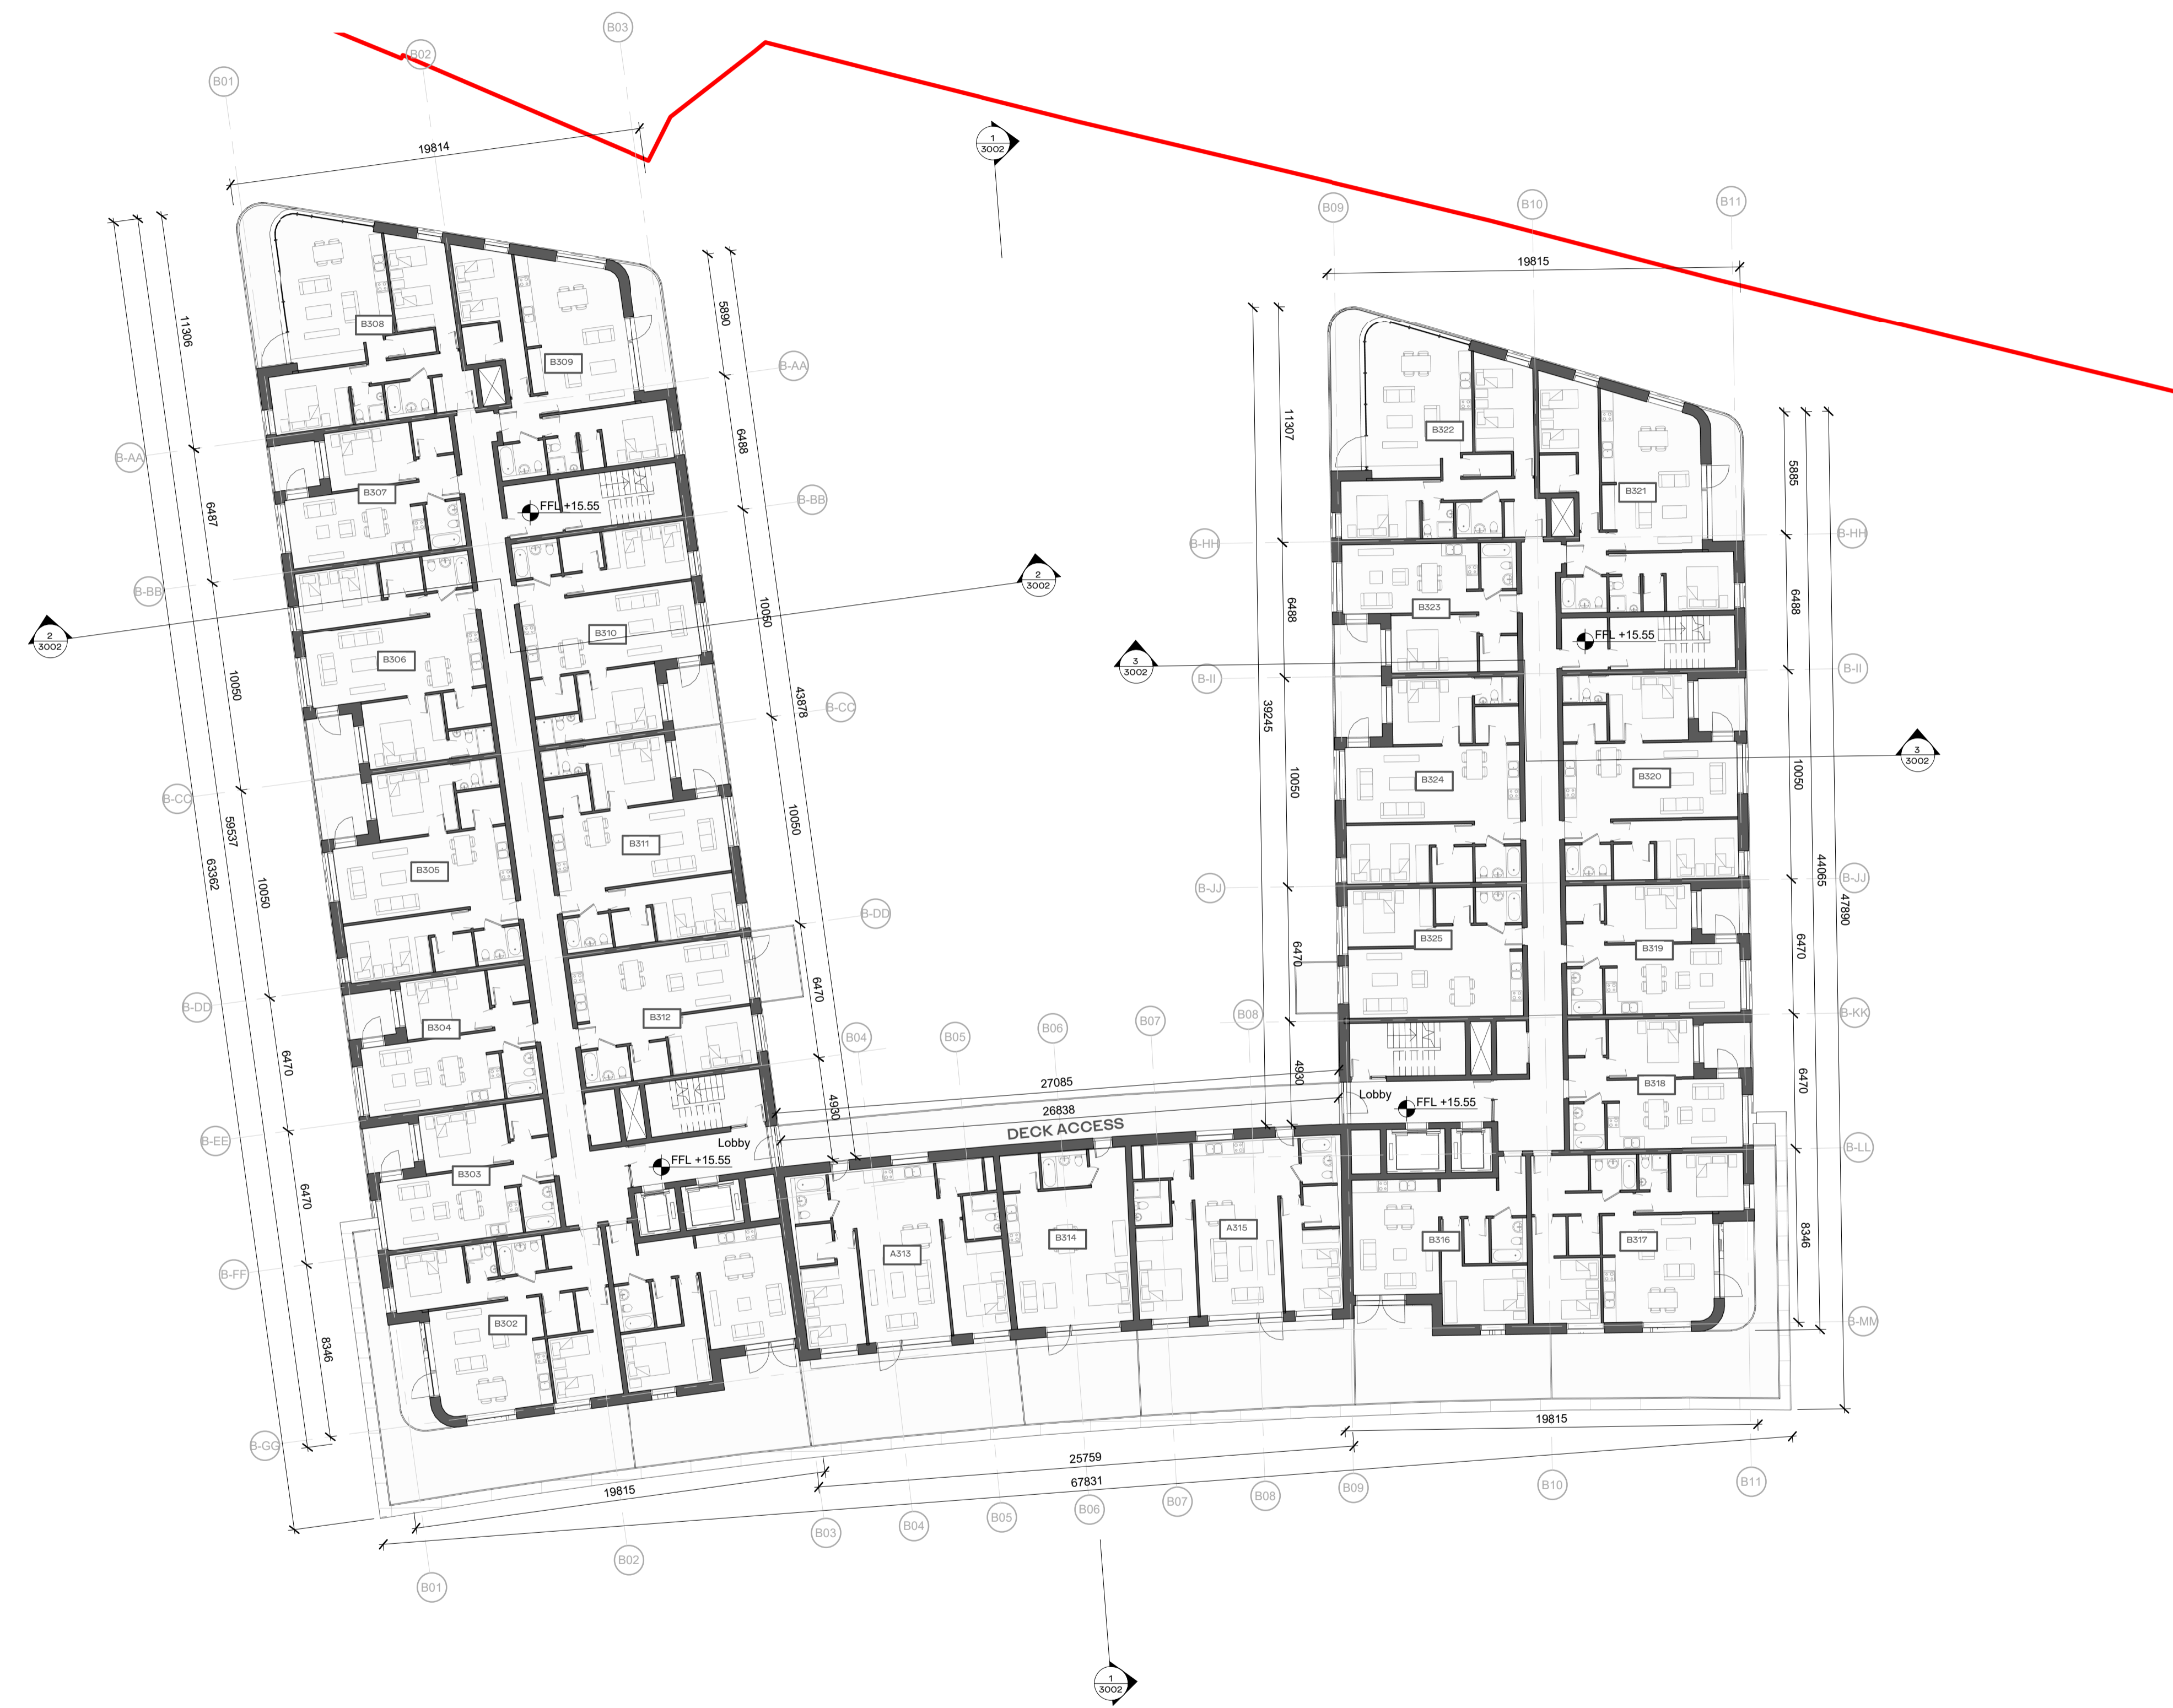 B03
B02
B01
19814
1
3002
B09
B10
B11
19815
B308
B309
11306
5890
B-AA
B-AA
6488
B307
FFL +15.55
B-BB
6487
B-BB
2
3002
2
3002
B310
B306
10050
10050
43878
B-CC
B-CC
59537
63362
B311
B305
10050
10050
B-DD
B-DD
B312
B304
6470
6470
4930
B-EE
Lobby
FFL +15.55
B303
6470
B-FF
B302
8346
B-GG
B322
B321
11307
5885
B-HH
B-HH
6488
6488
B323
FFL +15.55
3
3002
B-II
B-II
39245
3
3002
B324
B320
10050
10050
44065
47890
B-JJ
B-JJ
B325
B319
6470
6470
B04
B05
B06
B07
B08
B-KK
4930
27085
26838
DECK ACCESS
Lobby
FFL +15.55
B318
6470
B-LL
A313
B314
A315
B316
B317
8346
B-MM
19815
25759
67831
19815
B01
B02
B03
B04
B05
B06
B07
B08
B09
B10
B11
1
3002